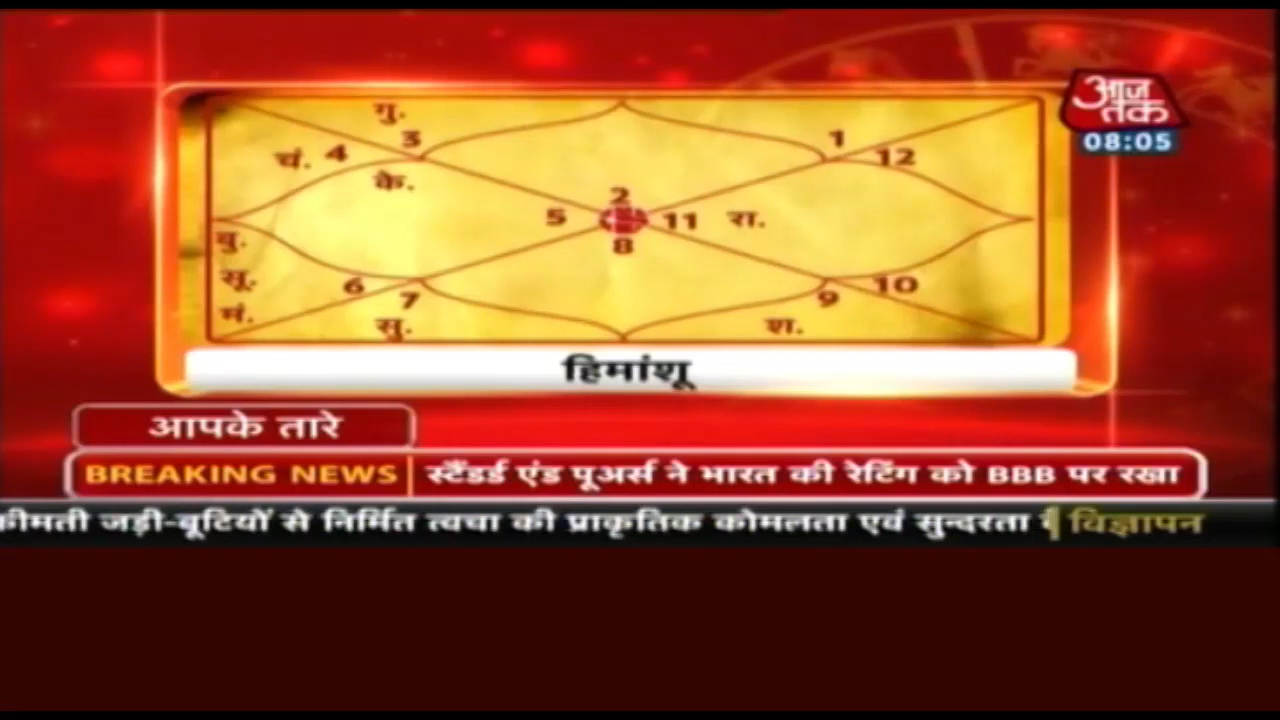 आज
तक
08:05
गु.
3
1
चं. 4
12
के.
2
5
11 रा.
8
बु.
सू.
मं.
6
7
10
9
सु.
श.
हिमांशू
आपके तारे
BREAKING NEWS स्टैंडर्ड एंड पूअर्स ने भारत की रेटिंग को BBB पर रखा
जड़ी-बूटियों से निर्मित त्वचा की प्राकृतिक कोमलता एवं सुन्दरता विज्ञापन